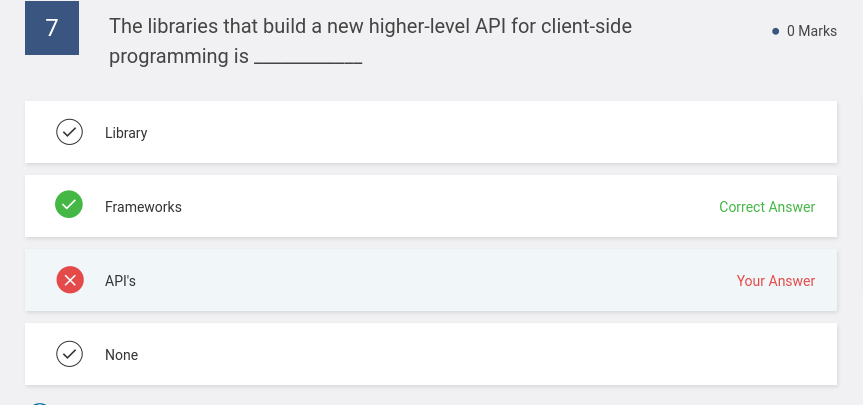 7
The libraries that build a new higher-level API for client-side
0 Marks
programming is ____________
Library
Frameworks
Correct Answer
API's
Your Answer
None